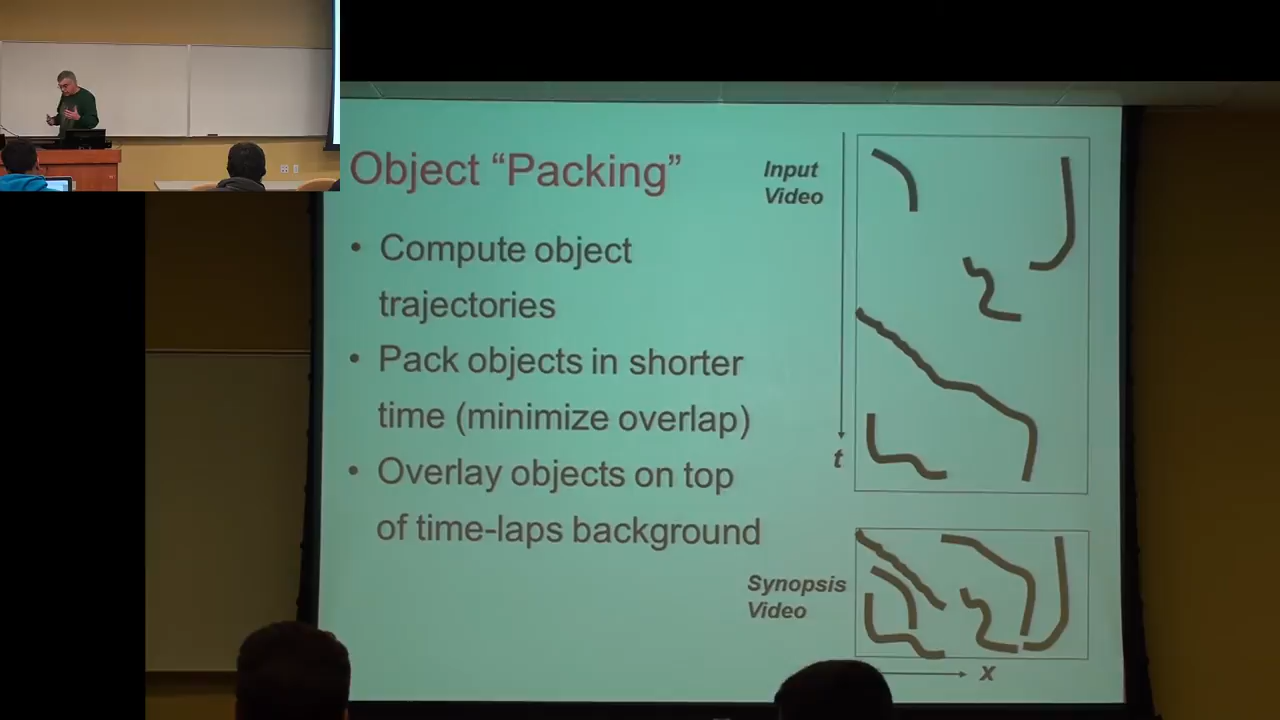 Object “Packing”
• Compute object
trajectories
• Pack objects in shorter
time (minimize overlap)
• Overlay objects on top
of time-laps background
Input
Video
t
Synopsis
Video
x